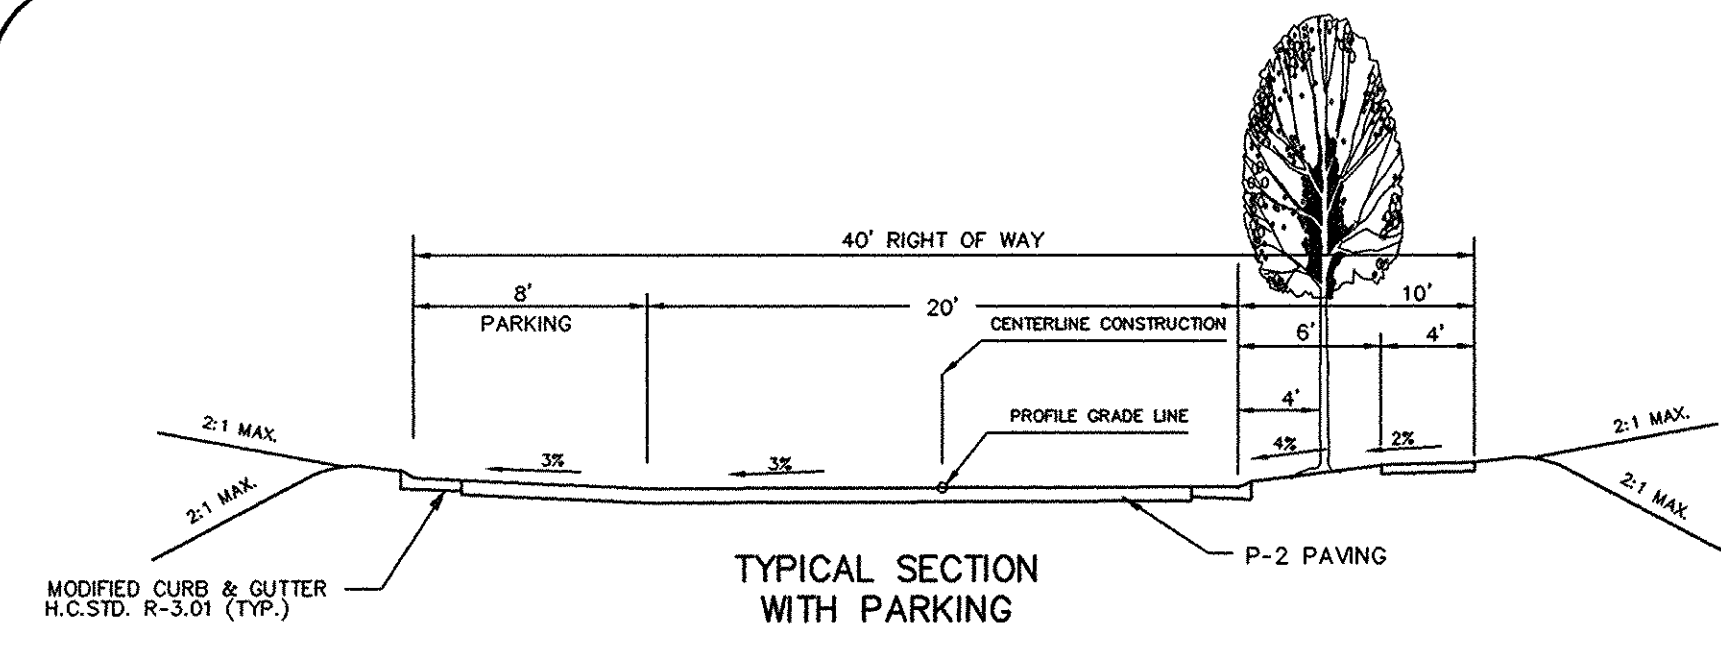 40' RIGHT OF WAY
8'
PARKING
20'
10'
CENTERLINE CONSTRUCTION
6'
4'
4'
PROFILE GRADE LINE
2:1 MAX.
2:1 MAX.
3%
3%
4%
2%
2:1 MAX.
2:1 MAX.
MODIFIED CURB & GUTTER
H.C.STD. R-3.01 (TYP.)
P-2 PAVING
TYPICAL SECTION
WITH PARKING